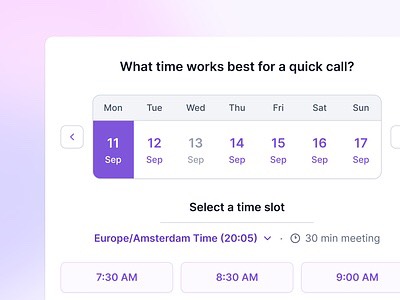 What time works best for a quick call?
Mon Tue Wed Thu Fri Sat Sun
11 12 13 14 15 16 17
Sep Sep Sep Sep Sep Sep Sep
Select a time slot
Europe/Amsterdam Time (20:05) · 30 min meeting
7:30 AM 8:30 AM 9:00 AM